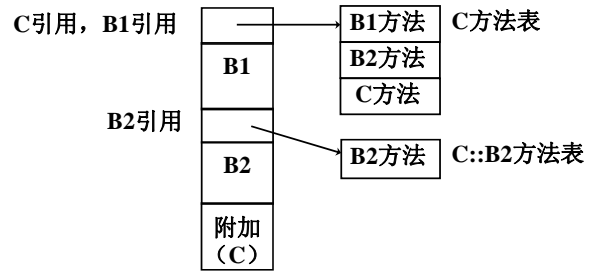 C引用，B1引用
B1方法
C方法表
B2方法
B1
C方法
B2引用
B2方法
C::B2方法表
B2
附加
（C）